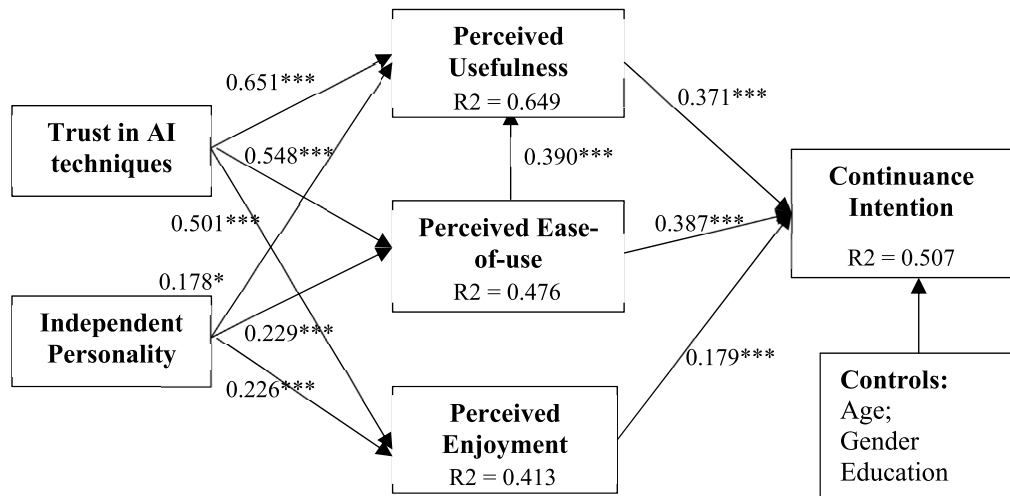 Perceived
Usefulness
R2 = 0.649
0.651***
0.371***
Trust in AI
techniques
0.548***
0.390***
Continuance
Intention
R2 = 0.507
0.501***
Perceived Ease-
of-use
R2 = 0.476
0.387***
0.178*
Independent
Personality
0.229***
0.226***
0.179***
Perceived
Enjoyment
R2 = 0.413
Controls:
Age;
Gender
Education